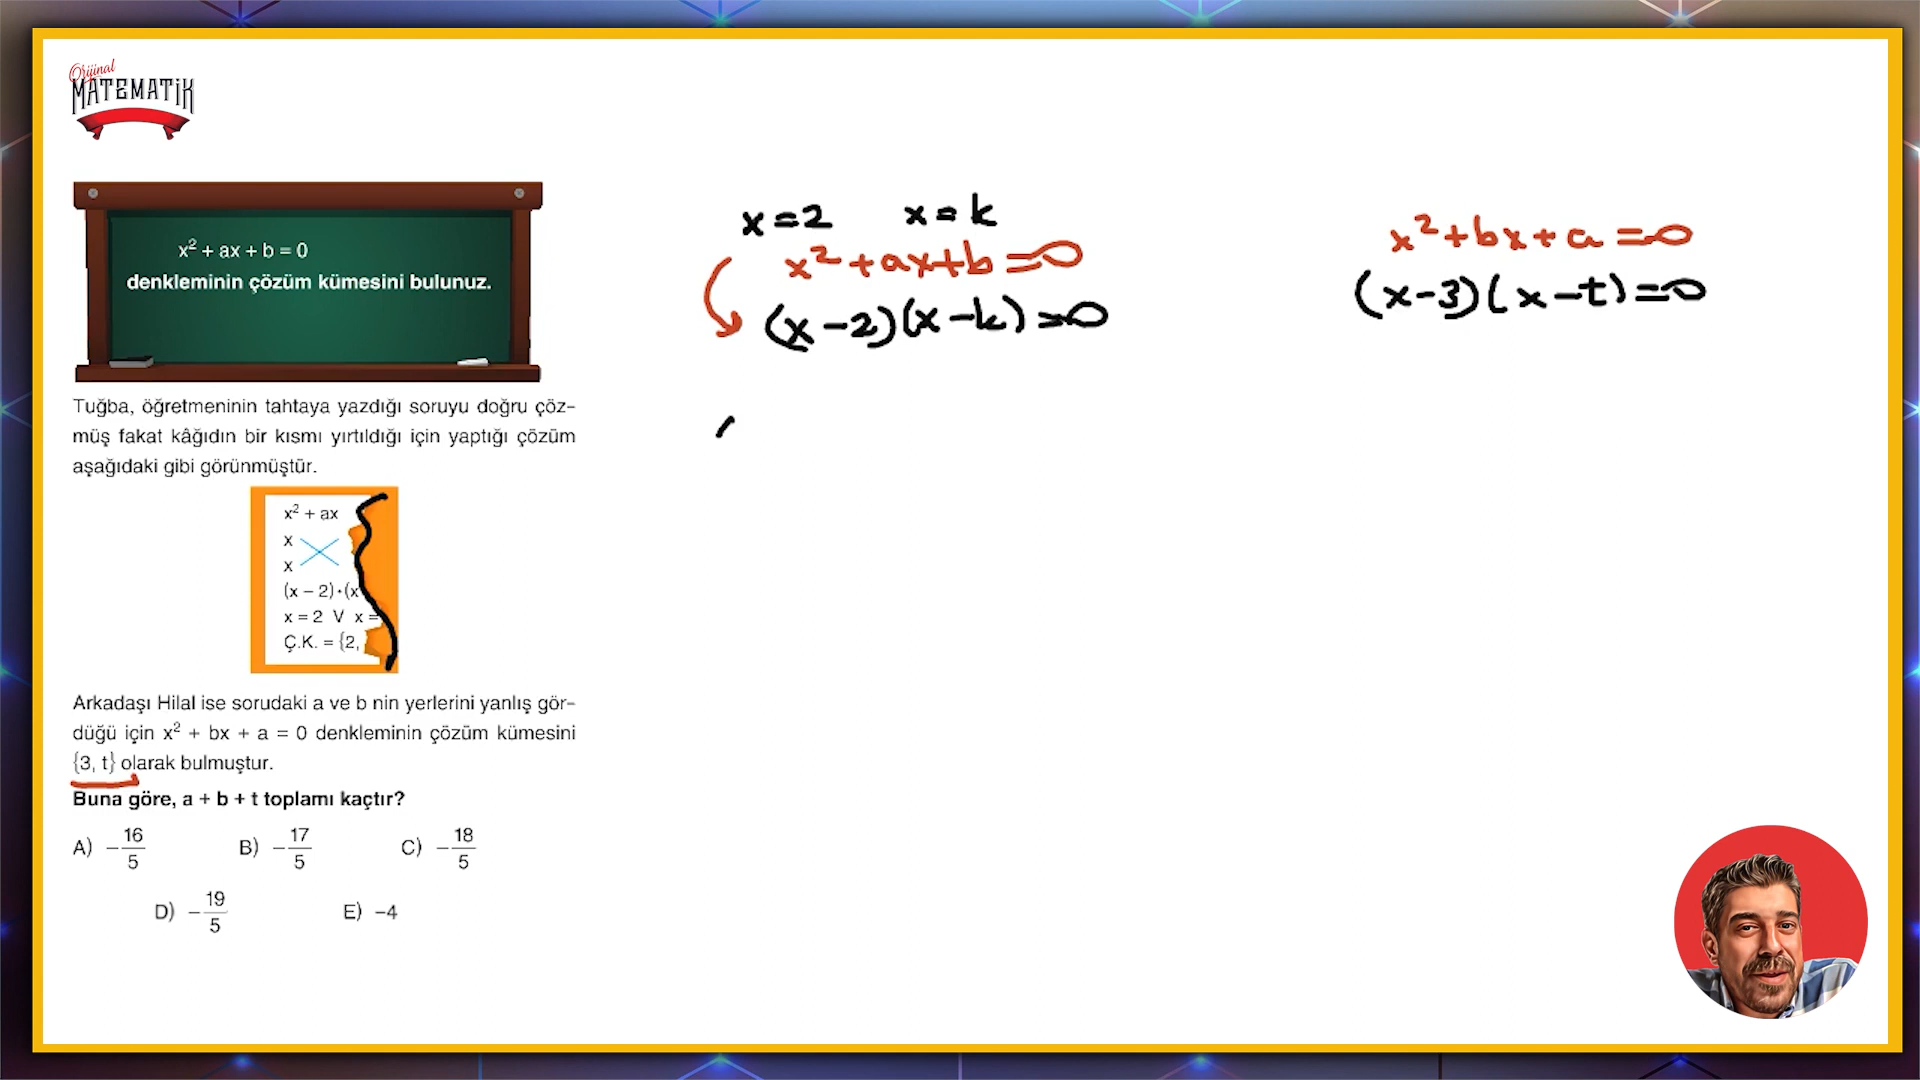 Orijinal
MATEMATİK
x² + ax + b = 0
denkleminin çözüm kümesini bulunuz.
Tuğba, öğretmeninin tahtaya yazdığı soruyu doğru çöz-
müş fakat kâğıdın bir kısmı yırtıldığı için yaptığı çözüm
aşağıdaki gibi görünmüştür.
x² + ax
x
x
(x – 2)·(x
x = 2 V x =
Ç.K. = {2,
Arkadaşı Hilal ise sorudaki a ve b nin yerlerini yanlış gör-
düğü için x² + bx + a = 0 denkleminin çözüm kümesini
{3, t} olarak bulmuştur.
Buna göre, a + b + t toplamı kaçtır?
A) –16/5 B) –17/5 C) –18/5
D) –19/5 E) –4
x=2 x=k
x²+ax+b=0
(x-2)(x-k)=0
x²+bx+a=0
(x-3)(x-t)=0